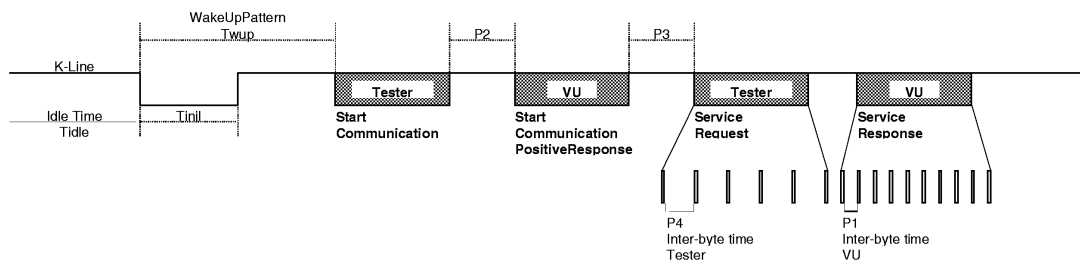 WakeUpPattern
Twup
P2
P3
K-Line
Tester
VU
Tester
VU
Idle Time
Tidle
Tinil
Start
Communication
Start
Communication
PositiveResponse
Service
Request
Service
Response
P4
Inter-byte time
Tester
P1
Inter-byte time
VU